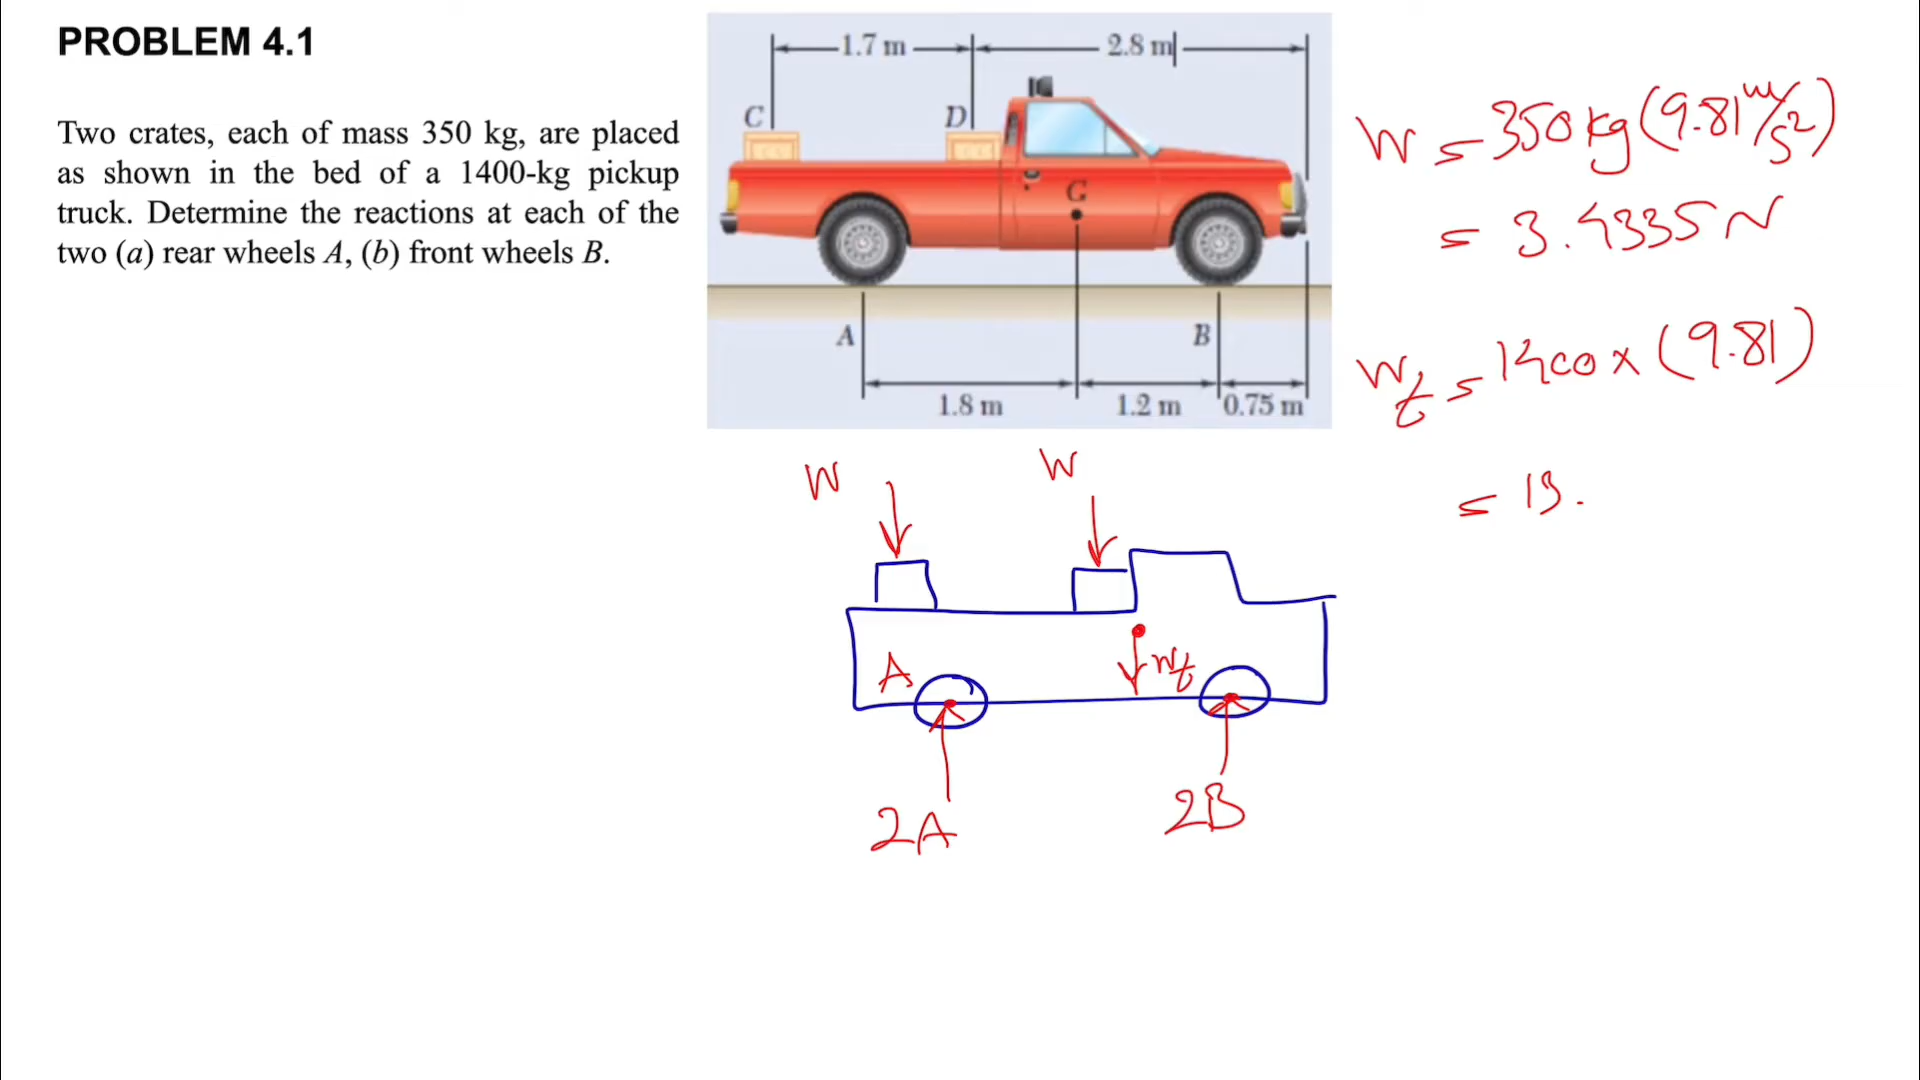 PROBLEM 4.1
Two crates, each of mass 350 kg, are placed
as shown in the bed of a 1400-kg pickup
truck. Determine the reactions at each of the
two (a) rear wheels A, (b) front wheels B.
1.7 m
2.8 m
C
D
G
A
B
1.8 m
1.2 m
0.75 m
W = 350 kg (9.81 m/s²)
= 3.4335 N
Wt = 1400 x (9.81)
= 13.
W
W
A
Wt
2A
2B